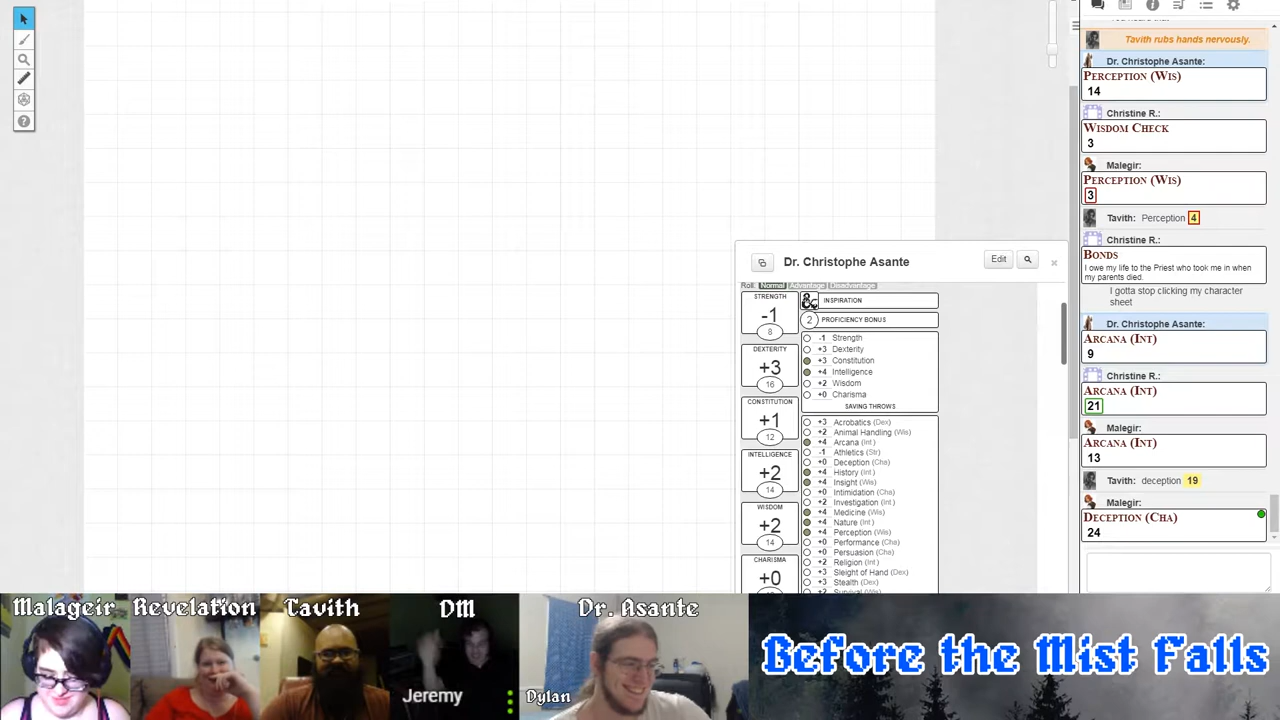 Tavith rubs hands nervously.
Dr. Christophe Asante:
PERCEPTION (WIS)
14
Christine R.:
WISDOM CHECK
3
Malegir:
PERCEPTION (WIS)
3
Tavith: Perception 4
Christine R.:
BONDS
I owe my life to the Priest who took me in when
my parents died.
I gotta stop clicking my character
sheet
Dr. Christophe Asante:
ARCANA (INT)
9
Christine R.:
ARCANA (INT)
21
Malegir:
ARCANA (INT)
13
Tavith: deception 19
Malegir:
DECEPTION (CHA)
24
Dr. Christophe Asante
Edit
Roll: Normal Advantage Disadvantage
STRENGTH
-1
8
DEXTERITY
+3
16
CONSTITUTION
+1
12
INTELLIGENCE
+2
14
WISDOM
+2
14
CHARISMA
+0
INSPIRATION
2 PROFICIENCY BONUS
-1 Strength
+3 Dexterity
+3 Constitution
+4 Intelligence
+2 Wisdom
+0 Charisma
SAVING THROWS
+3 Acrobatics (Dex)
+2 Animal Handling (Wis)
+4 Arcana (Int)
-1 Athletics (Str)
+0 Deception (Cha)
+4 History (Int)
+4 Insight (Wis)
+0 Intimidation (Cha)
+2 Investigation (Int)
+4 Medicine (Wis)
+4 Nature (Int)
+4 Perception (Wis)
+0 Performance (Cha)
+0 Persuasion (Cha)
+2 Religion (Int)
+3 Sleight of Hand (Dex)
+3 Stealth (Dex)
Malageir
Revelation
Tavith
DM
Dr. Asante
Jeremy
Dylan
Before the Mist Falls